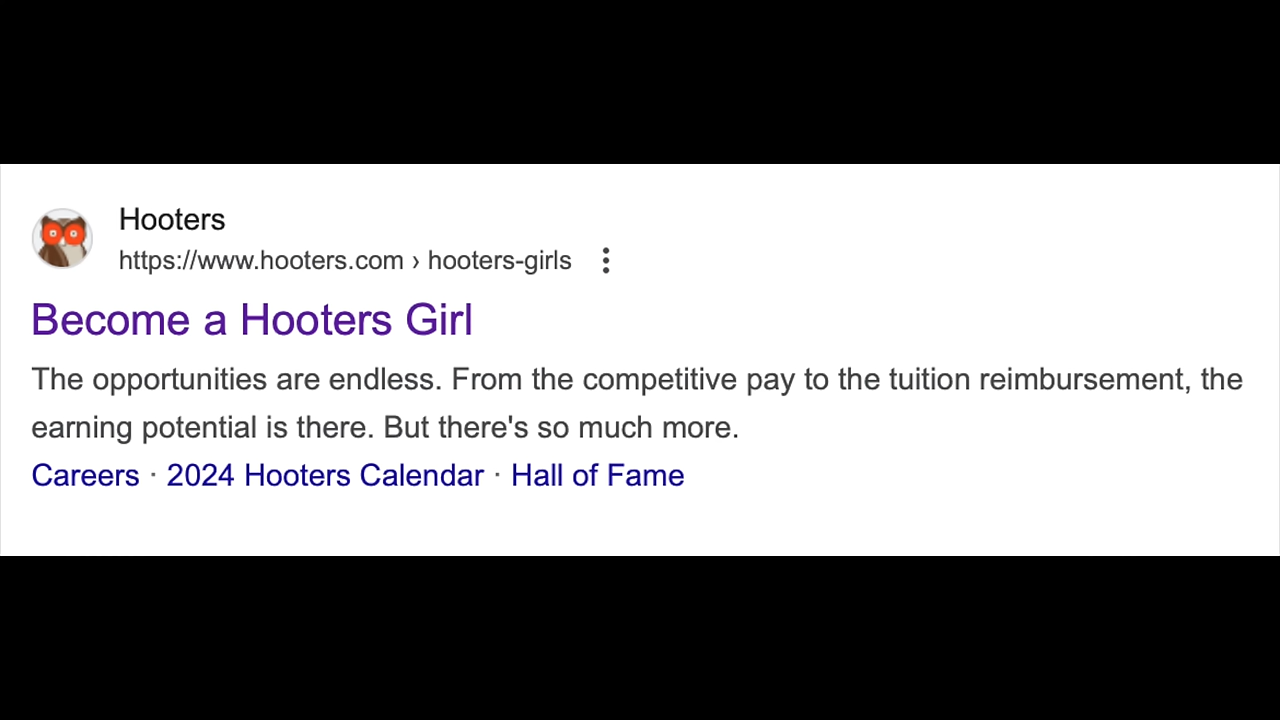 Hooters
https://www.hooters.com › hooters-girls
Become a Hooters Girl
The opportunities are endless. From the competitive pay to the tuition reimbursement, the
earning potential is there. But there's so much more.
Careers · 2024 Hooters Calendar · Hall of Fame